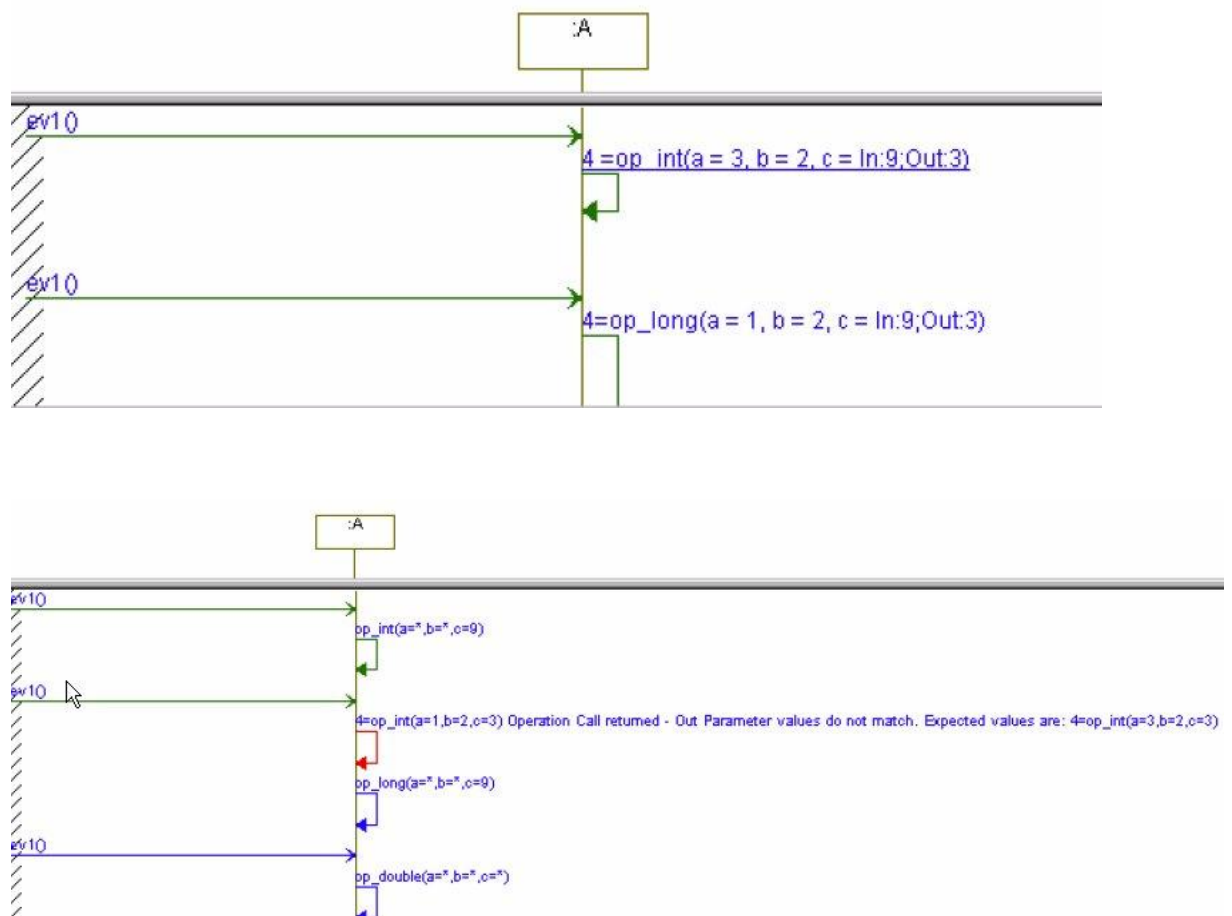 :A
ev1()
4 =op_int(a = 3, b = 2, c = In:9;Out:3)
ev1()
4=op_long(a = 1, b = 2, c = In:9;Out:3)
:A
ev1()
op_int(a=*,b=*,c=9)
ev1()
4=op_int(a=1,b=2,c=3) Operation Call returned - Out Parameter values do not match. Expected values are: 4=op_int(a=3,b=2,c=3)
op_long(a=*,b=*,c=9)
ev1()
op_double(a=*,b=*,c=*)